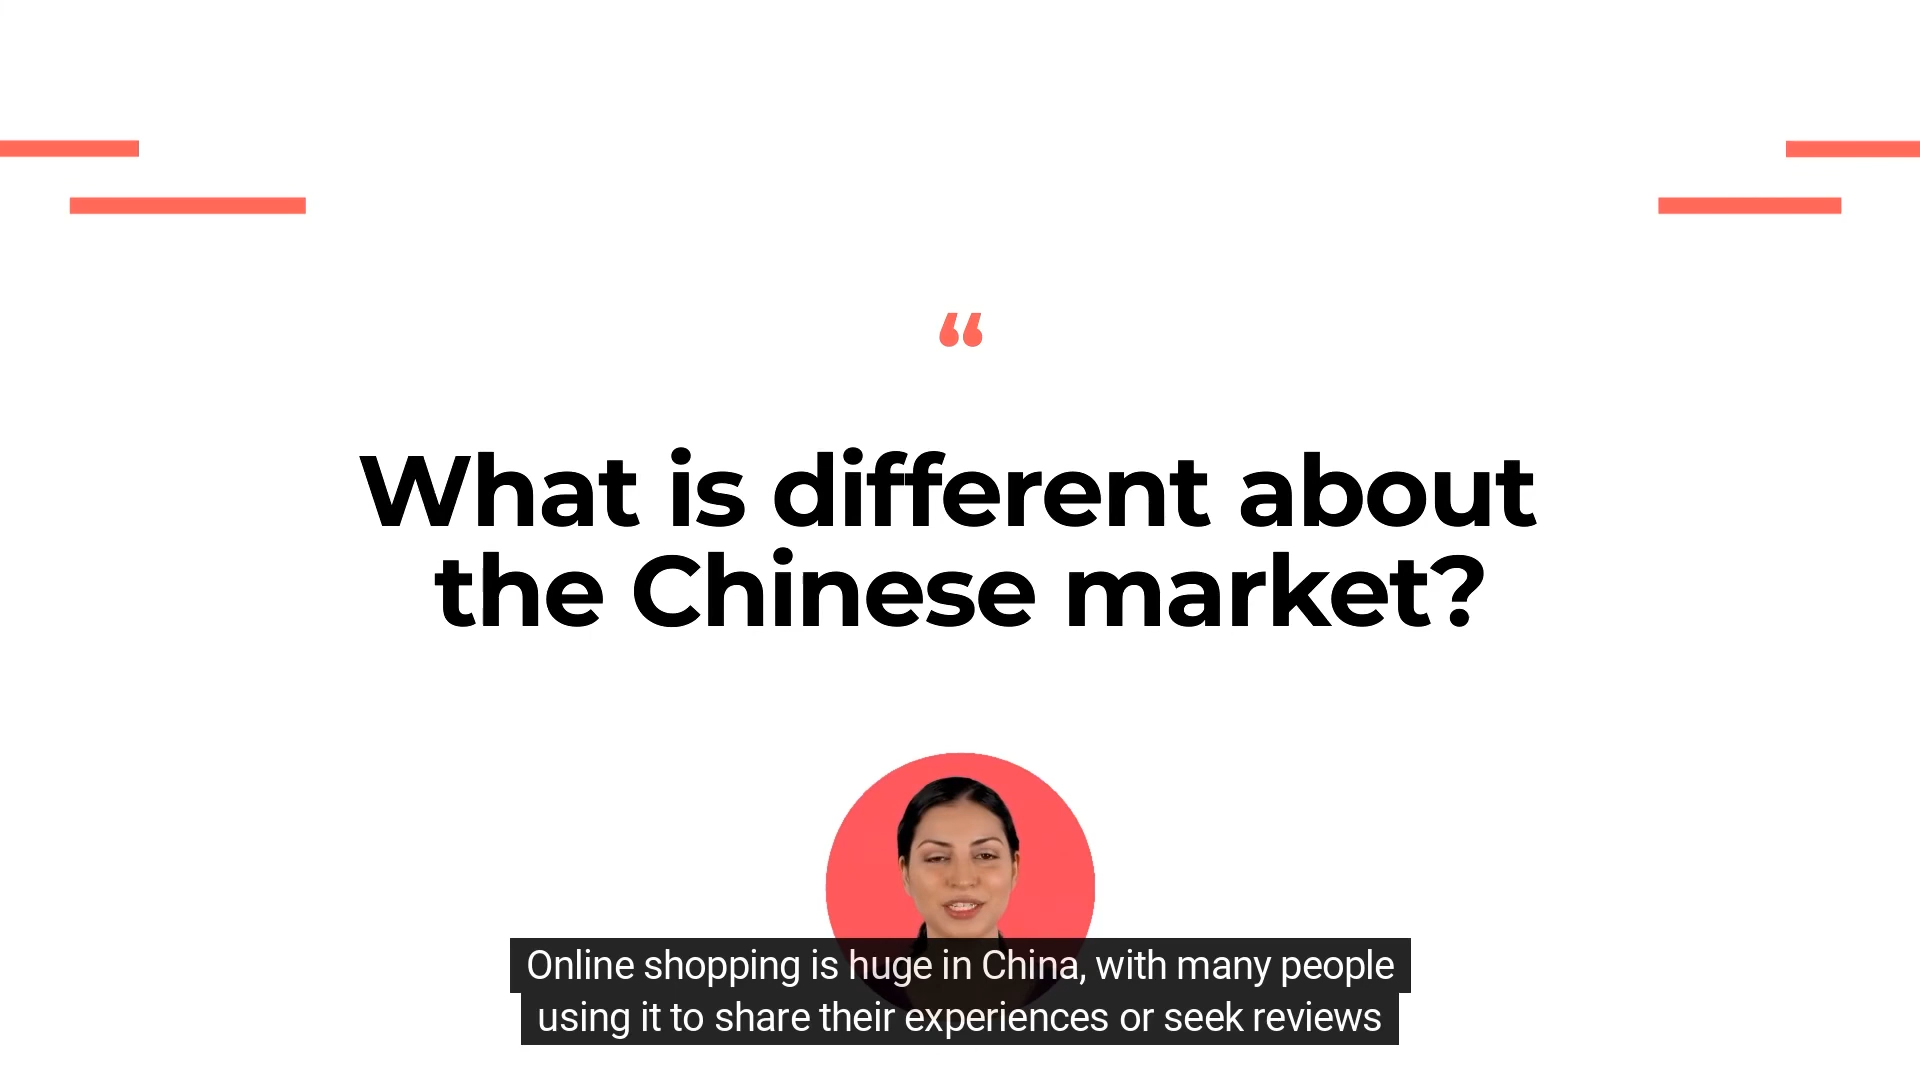 “
What is different about
the Chinese market?
Online shopping is huge in China, with many people
using it to share their experiences or seek reviews